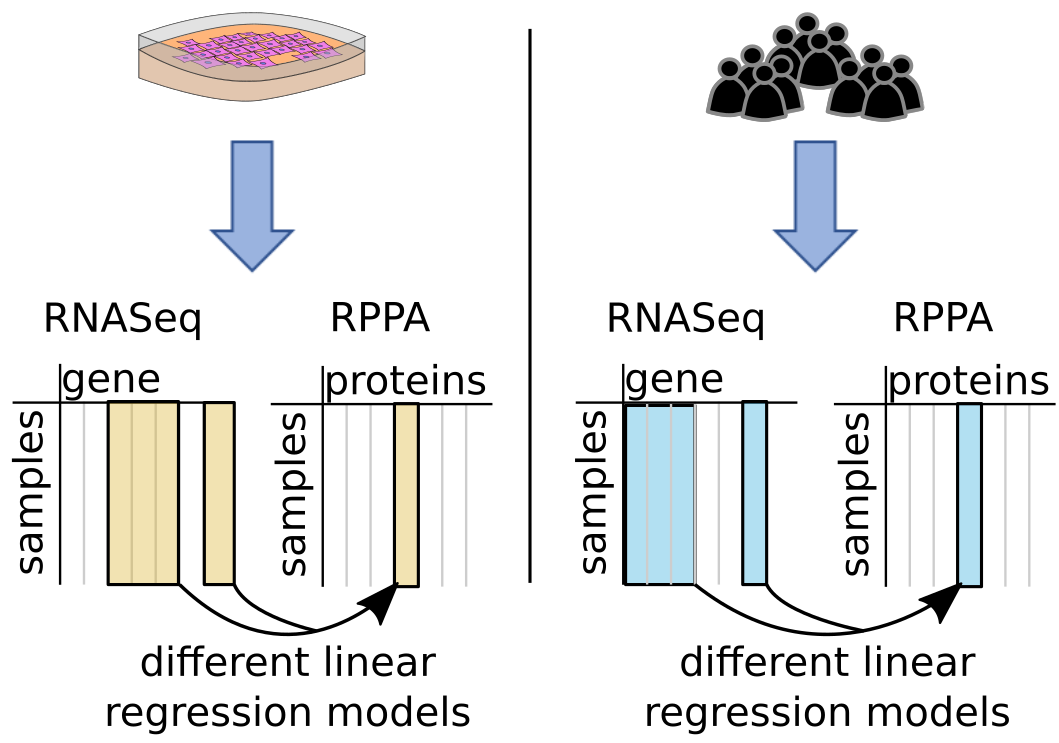 RNASeq
RPPA
gene
proteins
samples
samples
different linear
regression models
RNASeq
RPPA
gene
proteins
samples
samples
different linear
regression models